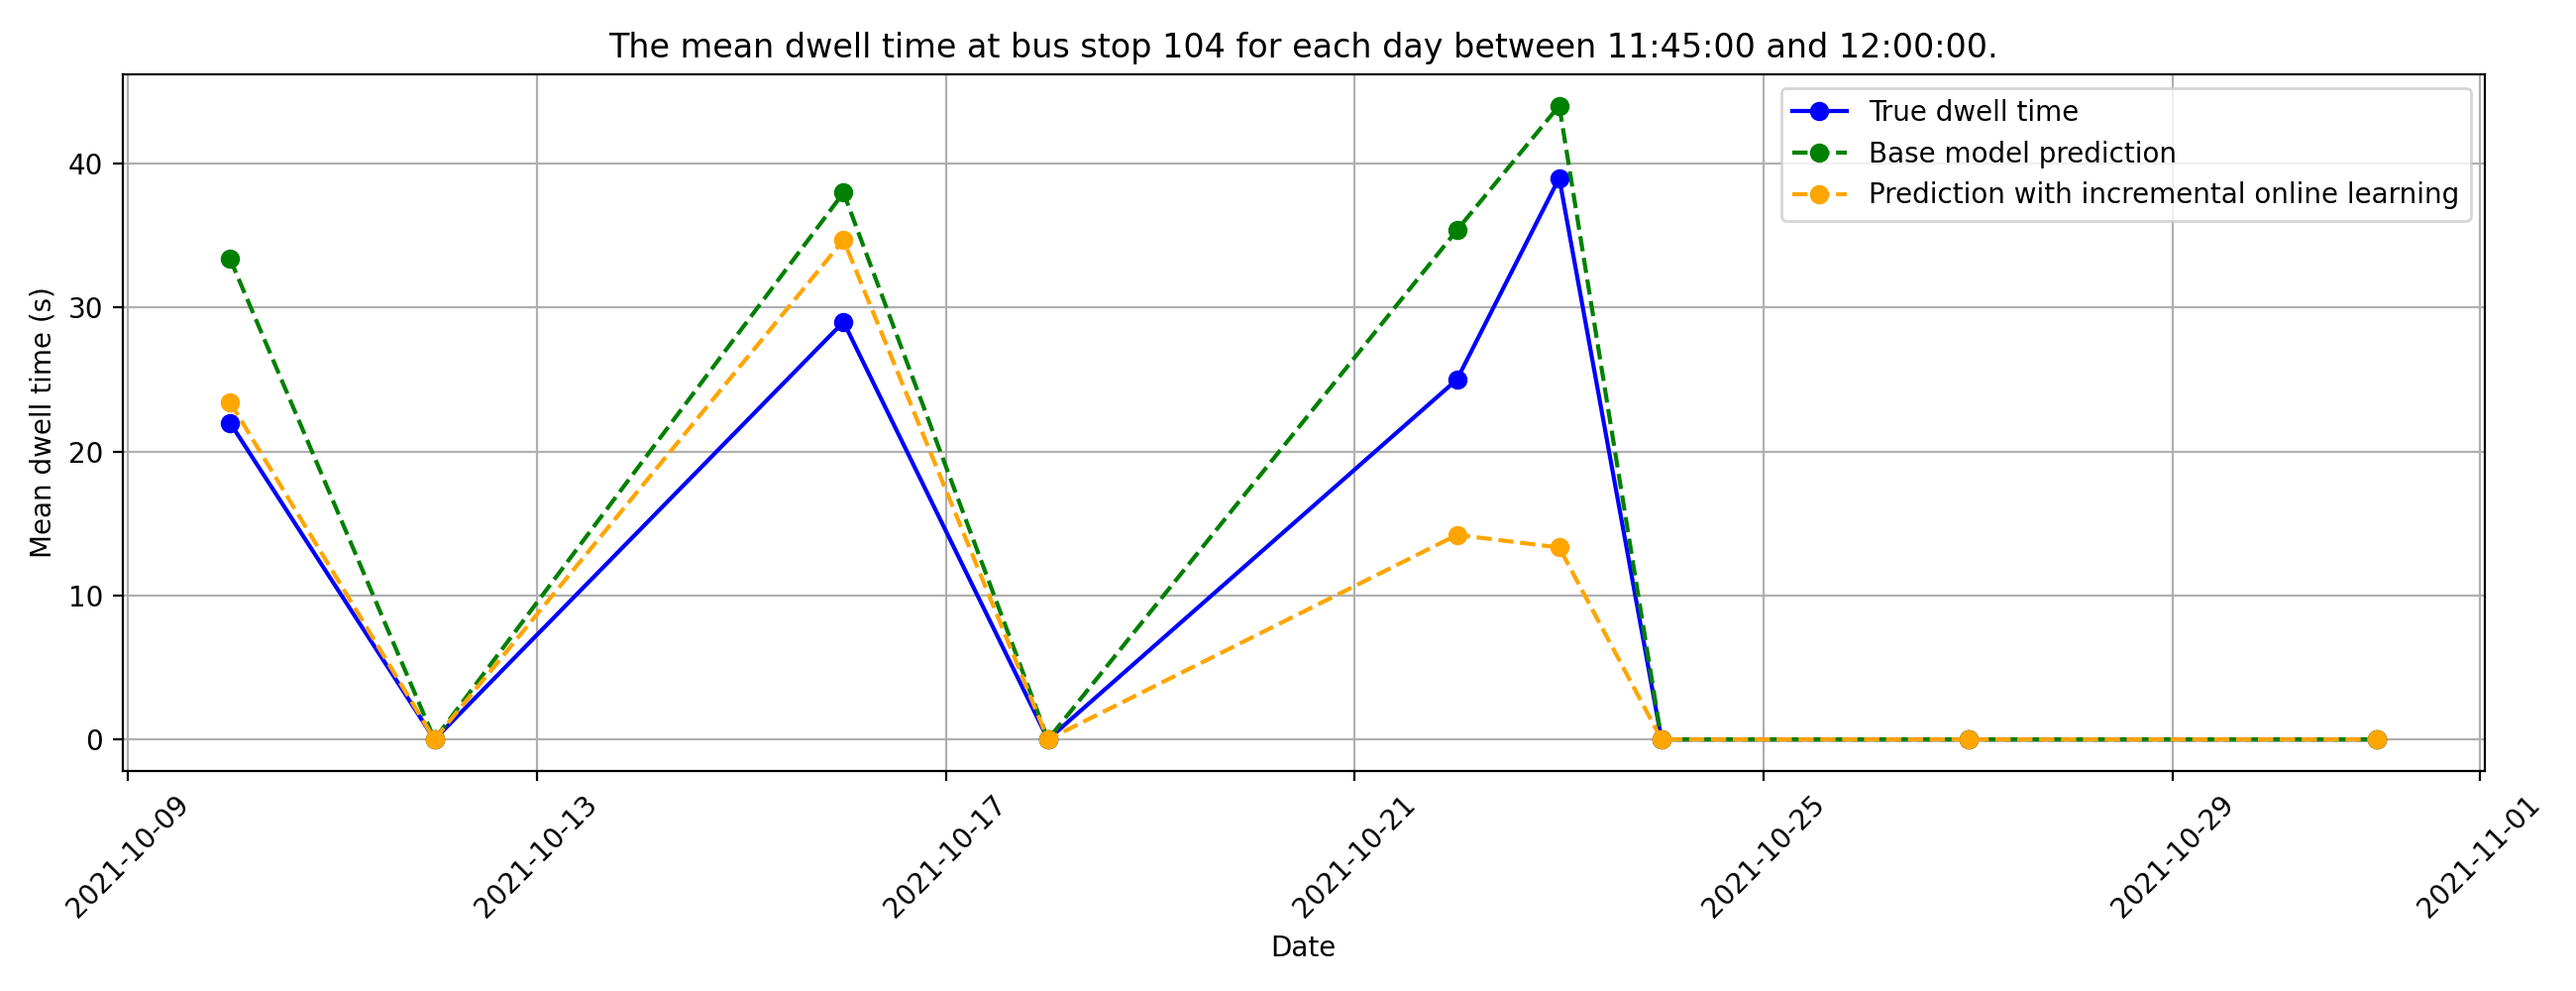 The mean dwell time at bus stop 104 for each day between 11:45:00 and 12:00:00.
True dwell time
Base model prediction
Prediction with incremental online learning
Mean dwell time (s)
40
30
20
10
0
2021-10-09
2021-10-13
2021-10-17
2021-10-21
2021-10-25
2021-10-29
2021-11-01
Date